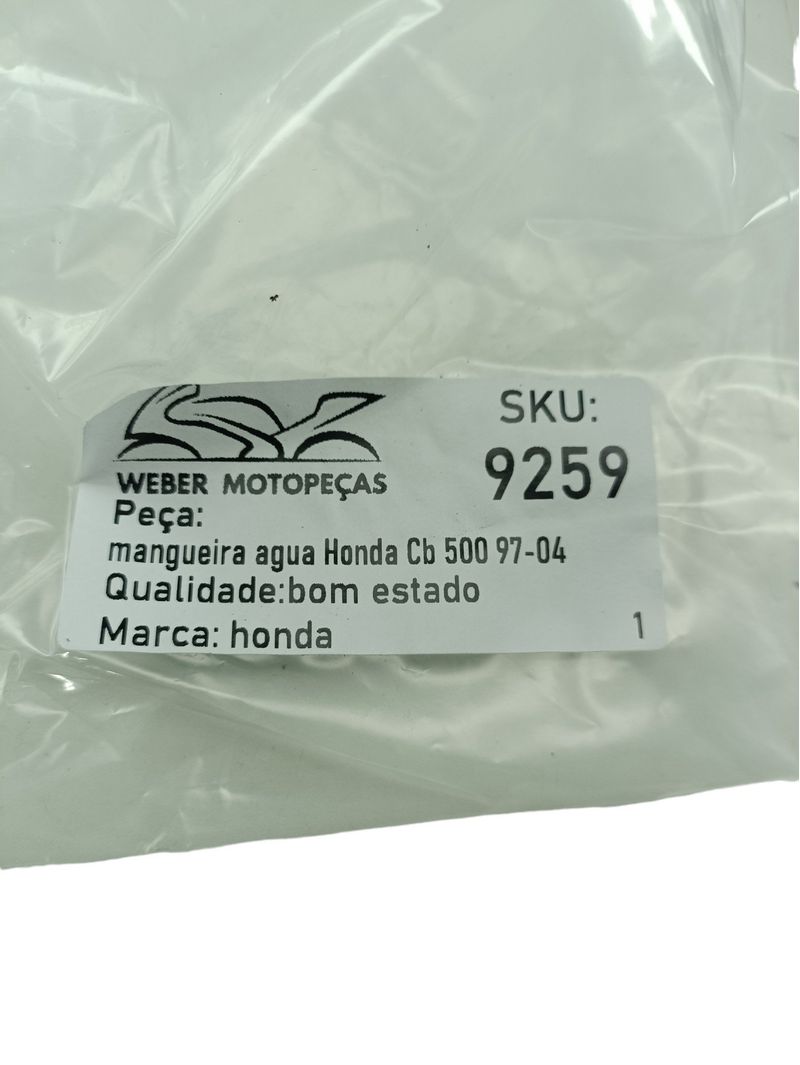 WEBER MOTOPEÇAS
SKU:
9259
Peça:
mangueira agua Honda Cb 500 97-04
Qualidade:bom estado
Marca: honda
1